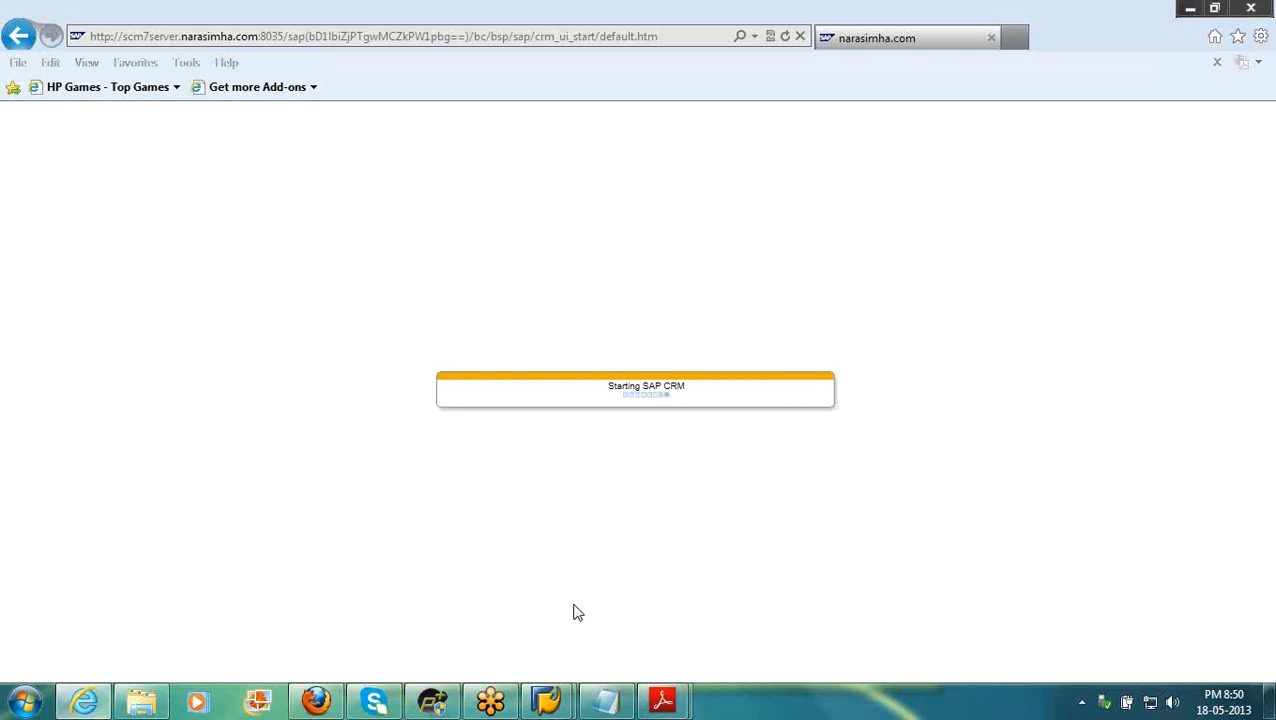 http://scm7server.narasimha.com:8035/sap(bD1lbiZjPTgwMCZkPW1pbg==)/bc/bsp/sap/crm_ui_start/default.htm
narasimha.com
File Edit View Favorites Tools Help
HP Games - Top Games Get more Add-ons
Starting SAP CRM
PM 8:50
18-05-2013